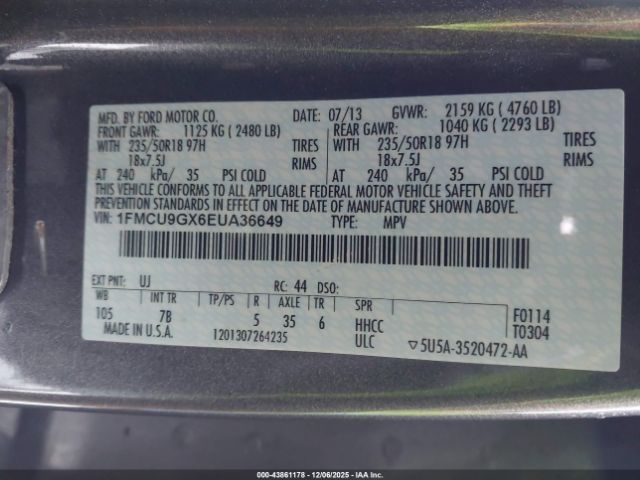 MFD. BY FORD MOTOR CO. DATE: 07/13 GVWR: 2159 KG ( 4760 LB)
FRONT GAWR: 1125 KG ( 2480 LB) REAR GAWR: 1040 KG ( 2293 LB)
WITH 235/50R18 97H TIRES WITH 235/50R18 97H TIRES
18x7.5J RIMS 18x7.5J RIMS
AT 240 kPa/ 35 PSI COLD AT 240 kPa/ 35 PSI COLD
THIS VEHICLE CONFORMS TO ALL APPLICABLE FEDERAL MOTOR VEHICLE SAFETY AND THEFT
PREVENTION STANDARDS IN EFFECT ON THE DATE OF MANUFACTURE SHOWN ABOVE.
VIN: 1FMCU9GX6EUA36649 TYPE: MPV
EXT PNT: UJ RC: 44 DSO:
WB INT TR TP/PS R AXLE TR SPR
105 7B 5 35 6 HHCC F0114
MADE IN U.S.A. 1201307264235 ULC ▽5U5A-3520472-AA T0304
000-43861178 - 12/06/2025 - IAAI.COM